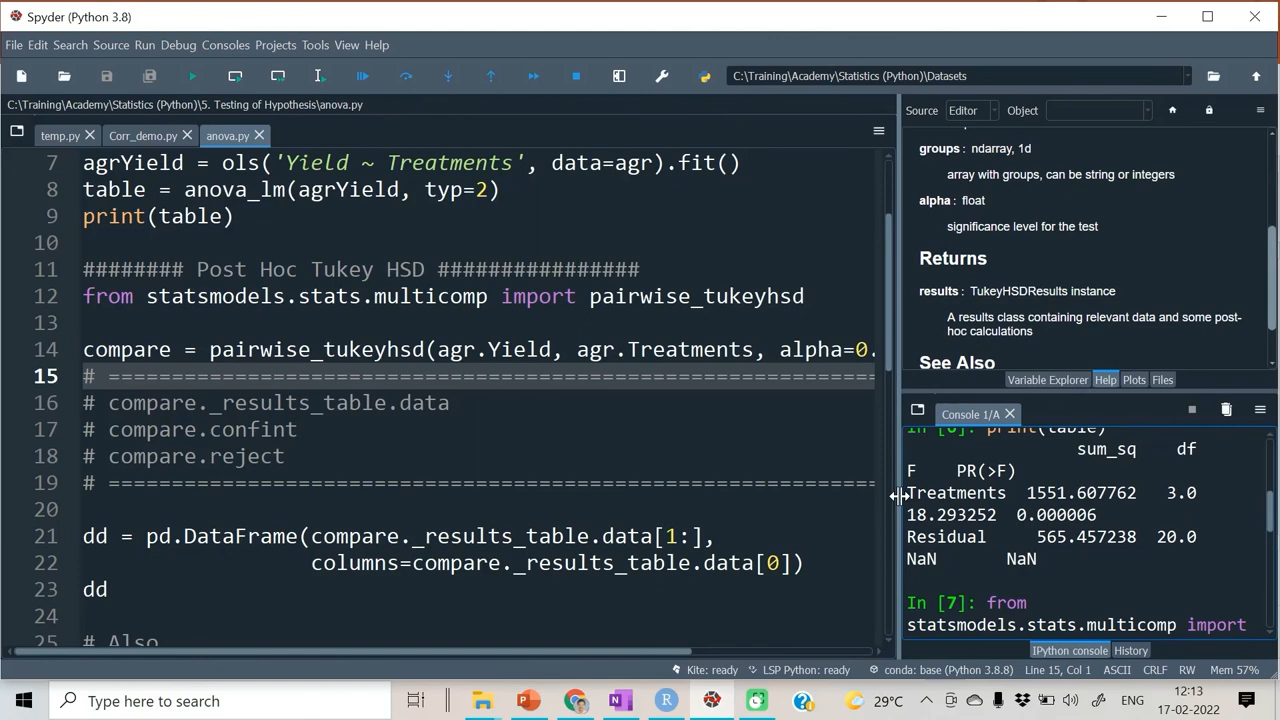 Spyder (Python 3.8)
File Edit Search Source Run Debug Consoles Projects Tools View Help
C:\Training\Academy\Statistics (Python)\Datasets
C:\Training\Academy\Statistics (Python)\5. Testing of Hypothesis\anova.py
temp.py Corr_demo.py anova.py
7 agrYield = ols('Yield ~ Treatments', data=agr).fit()
8 table = anova_lm(agrYield, typ=2)
9 print(table)
10
11 ######## Post Hoc Tukey HSD ################
12 from statsmodels.stats.multicomp import pairwise_tukeyhsd
13
14 compare = pairwise_tukeyhsd(agr.Yield, agr.Treatments, alpha=0.
15 # =============================================================
16 # compare._results_table.data
17 # compare.confint
18 # compare.reject
19 # =============================================================
20
21 dd = pd.DataFrame(compare._results_table.data[1:],
22 columns=compare._results_table.data[0])
23 dd
24
25 # Also
Source Editor Object
groups : ndarray, 1d
array with groups, can be string or integers
alpha : float
significance level for the test
Returns
results : TukeyHSDResults instance
A results class containing relevant data and some post-
hoc calculations
See Also
Variable Explorer Help Plots Files
Console 1/A
In [6]: print(table)
sum_sq df
F PR(>F)
Treatments 1551.607762 3.0
18.293252 0.000006
Residual 565.457238 20.0
NaN NaN
In [7]: from
statsmodels.stats.multicomp import
IPython console History
Kite: ready LSP Python: ready conda: base (Python 3.8.8) Line 15, Col 1 ASCII CRLF RW Mem 57%
Type here to search
29°C ENG
12:13
17-02-2022